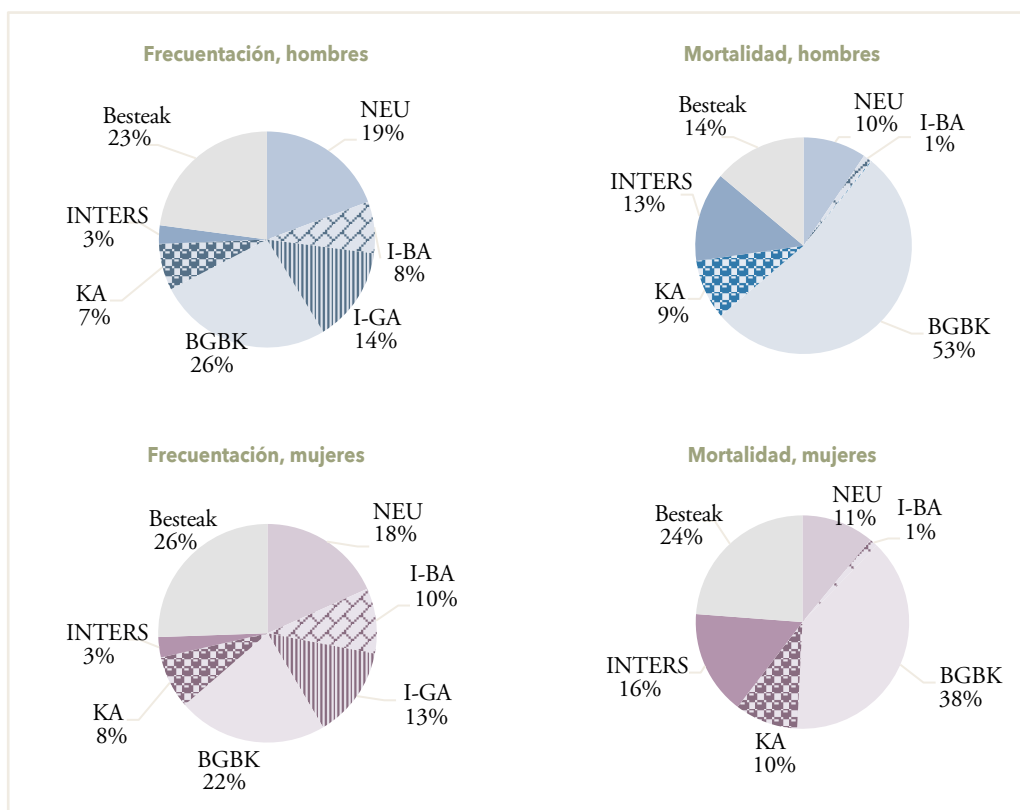 Frecuentación, hombres
Besteak
23%
NEU
19%
INTERS
3%
I-BA
8%
KA
7%
I-GA
14%
BGBK
26%
Mortalidad, hombres
Besteak
14%
NEU
10%
I-BA
1%
INTERS
13%
KA
9%
BGBK
53%
Frecuentación, mujeres
Besteak
26%
NEU
18%
I-BA
10%
INTERS
3%
I-GA
13%
KA
8%
BGBK
22%
Mortalidad, mujeres
Besteak
24%
NEU
11%
I-BA
1%
INTERS
16%
BGBK
38%
KA
10%